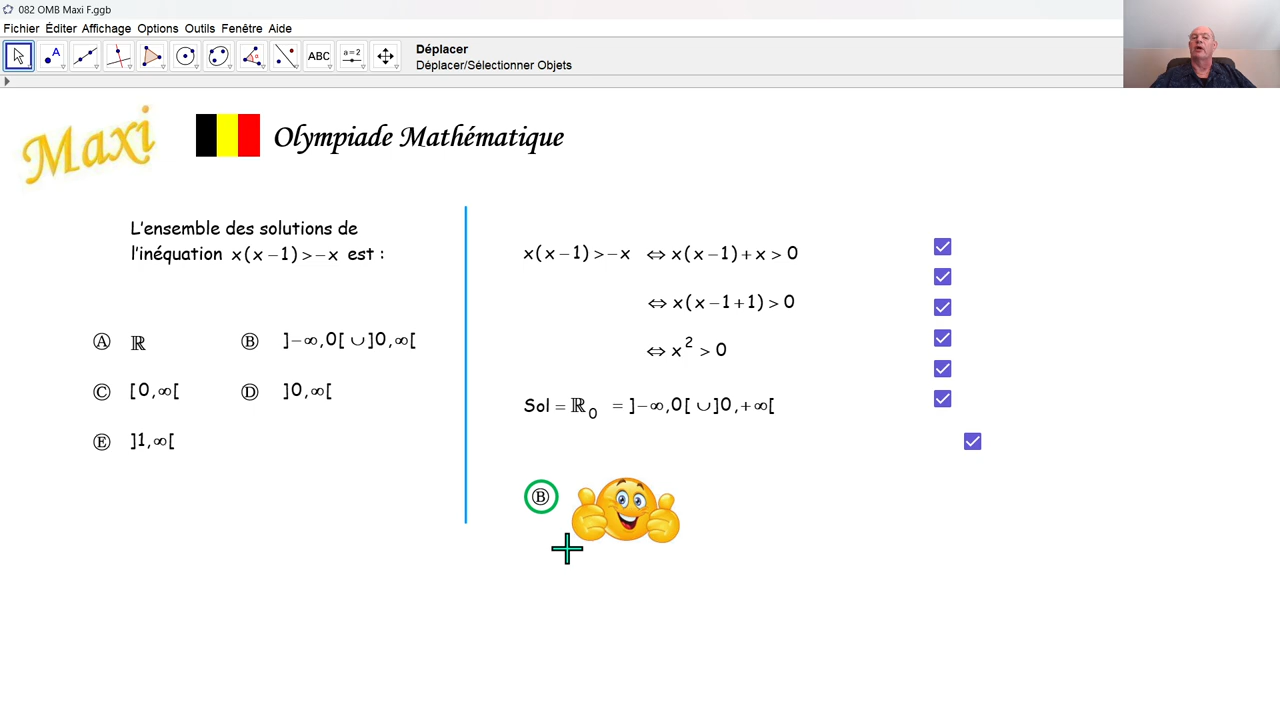 082 OMB Maxi F.ggb
Fichier Éditer Affichage Options Outils Fenêtre Aide
A
ABC
a=2
Déplacer
Déplacer/Sélectionner Objets
Maxi
Olympiade Mathématique
L'ensemble des solutions de
l'inéquation x(x−1)>−x est :
Ⓐ ℝ Ⓑ ]−∞,0[ ∪]0,∞[
Ⓒ [0,∞[ Ⓓ ]0,∞[
Ⓔ ]1,∞[
x(x−1)>−x ⇔ x(x−1)+x>0
⇔ x(x−1+1)>0
⇔ x² >0
Sol = ℝ₀ = ]−∞,0[ ∪]0,+∞[
Ⓑ